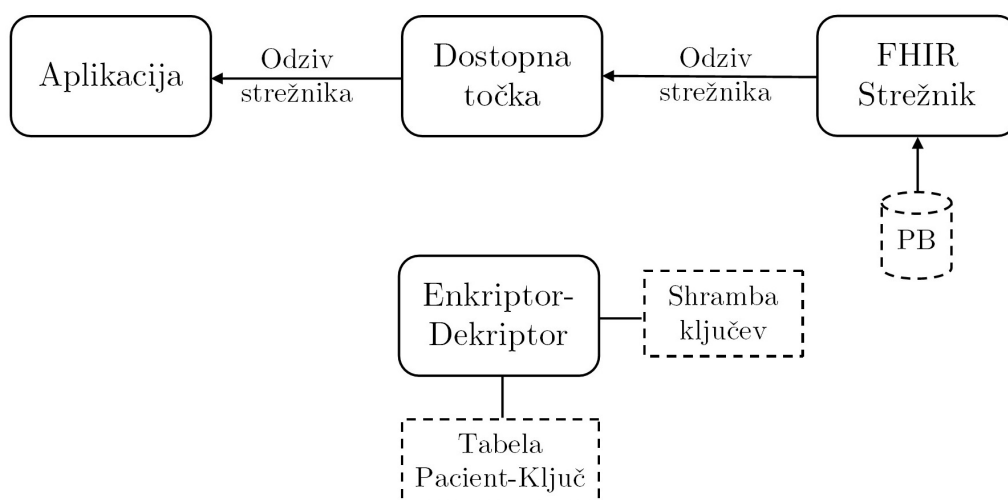 Aplikacija
Odziv
strežnika
Dostopna
točka
Odziv
strežnika
FHIR
Strežnik
PB
Enkriptor-
Dekriptor
Shramba
ključev
Tabela
Pacient-Ključ